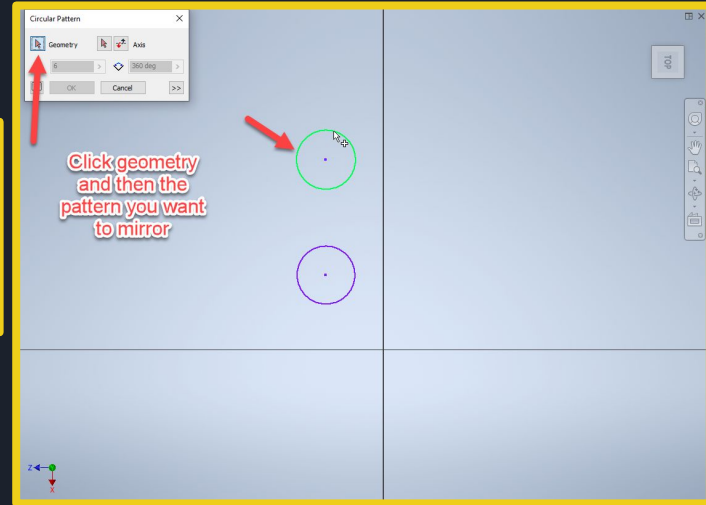 Circular Pattern
Geometry
Axis
6
360 deg
OK
Cancel
>>
Click geometry
and then the
pattern you want
to mirror
TOP
Z
X